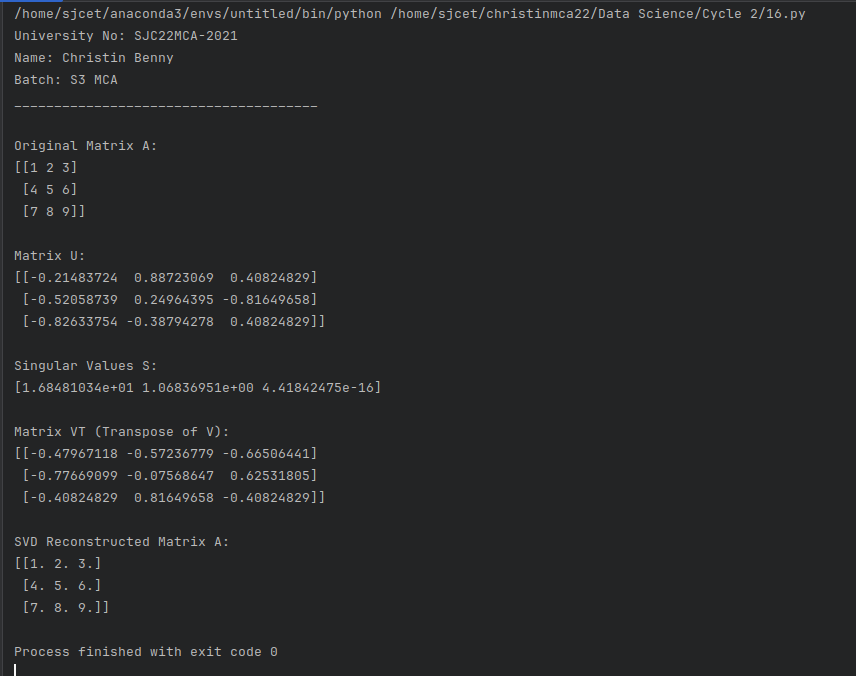 /home/sjcet/anaconda3/envs/untitled/bin/python /home/sjcet/christinmca22/Data Science/Cycle 2/16.py
University No: SJC22MCA-2021
Name: Christin Benny
Batch: S3 MCA
--------------------------------------
Original Matrix A:
[[1 2 3]
 [4 5 6]
 [7 8 9]]
Matrix U:
[[-0.21483724  0.88723069  0.40824829]
 [-0.52058739  0.24964395 -0.81649658]
 [-0.82633754 -0.38794278  0.40824829]]
Singular Values S:
[1.68481034e+01 1.06836951e+00 4.41842475e-16]
Matrix VT (Transpose of V):
[[-0.47967118 -0.57236779 -0.66506441]
 [-0.77669099 -0.07568647  0.62531805]
 [-0.40824829  0.81649658 -0.40824829]]
SVD Reconstructed Matrix A:
[[1. 2. 3.]
 [4. 5. 6.]
 [7. 8. 9.]]
Process finished with exit code 0